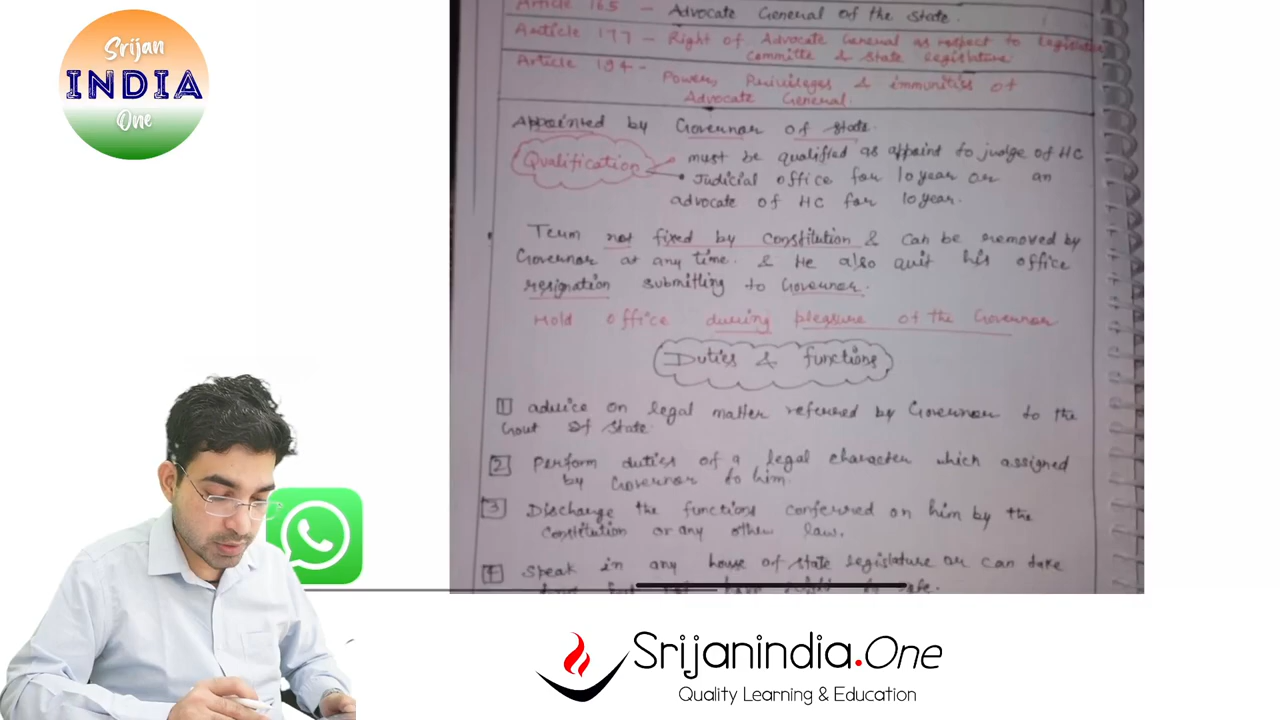 Srijan
INDIA
One
Article 165 - Advocate General of the State.
Article 177 - Right of Advocate General as respect to legislature
Committe & State legislature
Article 194 -
Powers Privileges & immunities of
Advocate General.
Appointed by Governor of State.
Qualification
must be qualified as appoint to judge of HC
Judicial office for 10 year or an
advocate of HC for 10 year.
Term not fixed by Constitution & can be removed by
Governor at any time. & He also quit his office
resignation submitting to Governor.
Hold office during pleasure of the Governor
Duties & functions
1 advice on legal matter referred by Governor to the
Govt of State.
2 Perform duties of a legal character which assigned
by Governor to him.
3 Discharge the functions conferred on him by the
Constitution or any other law.
4 Speak in any house of State legislature or can take
Srijanindia.One
Quality Learning & Education